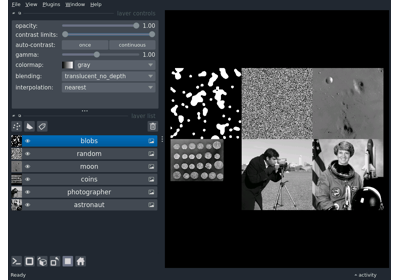 File View Plugins Window Help
layer controls
opacity: 1.00
contrast limits:
auto-contrast: once continuous
gamma: 1.00
colormap: gray
blending: translucent_no_depth
interpolation: nearest
layer list
blobs
random
moon
coins
photographer
astronaut
Ready activity